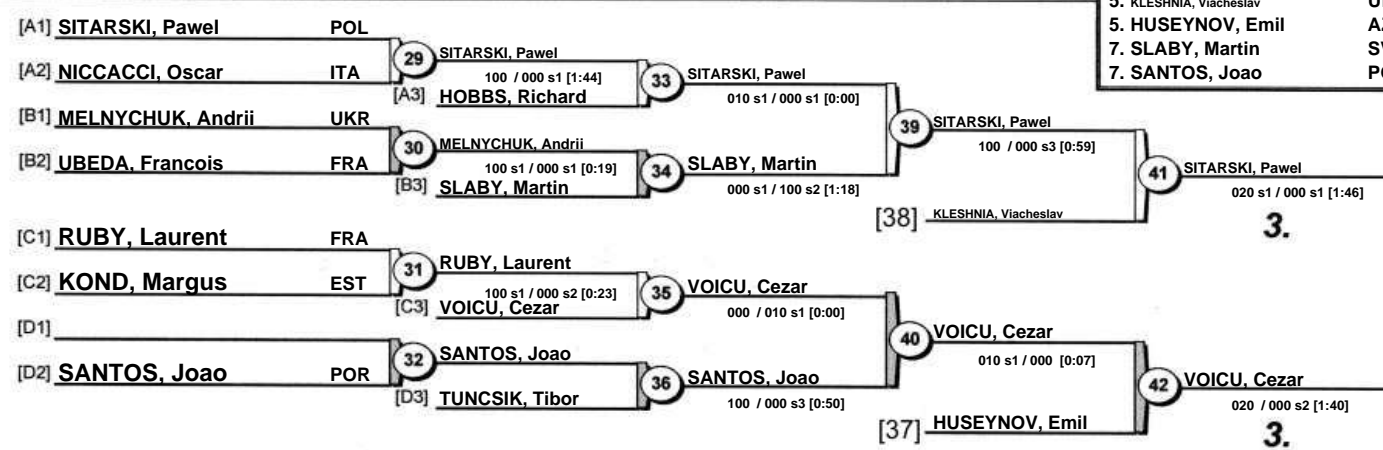 5. KLESHNIA, Viacheslav
5. HUSEYNOV, Emil
7. SLABY, Martin
7. SANTOS, Joao
[A1] SITARSKI, Pawel POL
[A2] NICCACCI, Oscar ITA
29
SITARSKI, Pawel
100 / 000 s1 [1:44]
[A3] HOBBS, Richard
33
SITARSKI, Pawel
010 s1 / 000 s1 [0:00]
[B1] MELNYCHUK, Andrii UKR
[B2] UBEDA, Francois FRA
30
MELNYCHUK, Andrii
100 s1 / 000 s1 [0:19]
[B3] SLABY, Martin
34
SLABY, Martin
000 s1 / 100 s2 [1:18]
39
SITARSKI, Pawel
100 / 000 s3 [0:59]
[38] KLESHNIA, Viacheslav
41
SITARSKI, Pawel
020 s1 / 000 s1 [1:46]
3.
[C1] RUBY, Laurent FRA
[C2] KOND, Margus EST
31
RUBY, Laurent
100 s1 / 000 s2 [0:23]
[C3] VOICU, Cezar
35
VOICU, Cezar
000 / 010 s1 [0:00]
[D1]
[D2] SANTOS, Joao POR
32
SANTOS, Joao
[D3] TUNCSIK, Tibor
36
SANTOS, Joao
100 / 000 s3 [0:50]
40
VOICU, Cezar
010 s1 / 000 [0:07]
[37] HUSEYNOV, Emil
42
VOICU, Cezar
020 / 000 s2 [1:40]
3.